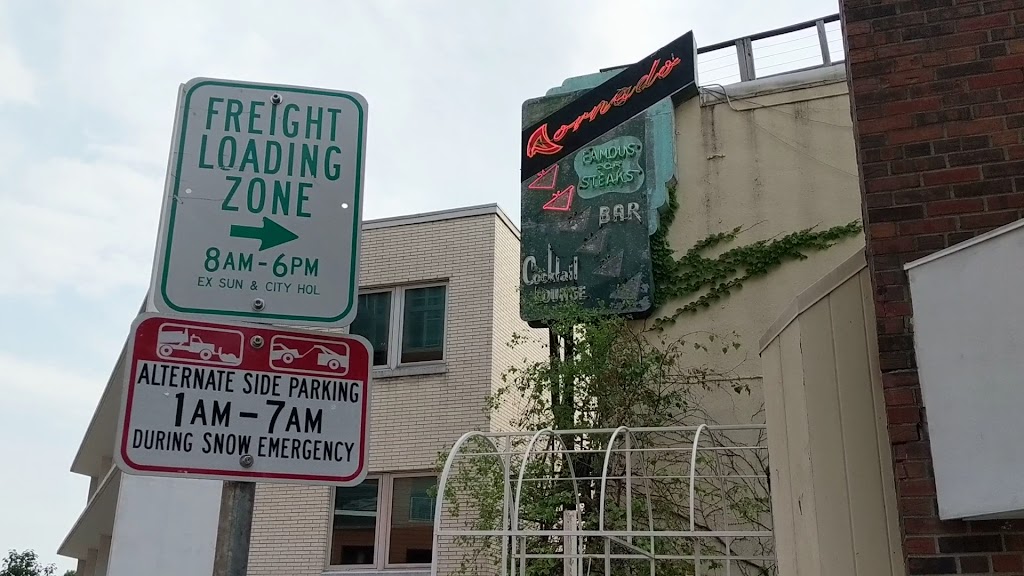 FREIGHT
LOADING
ZONE
8AM-6PM
EX SUN & CITY HOL
ALTERNATE SIDE PARKING
1AM-7AM
DURING SNOW EMERGENCY
Tornado
FAMOUS
OF
STEAKS
BAR
Cocktail
LOUNGE